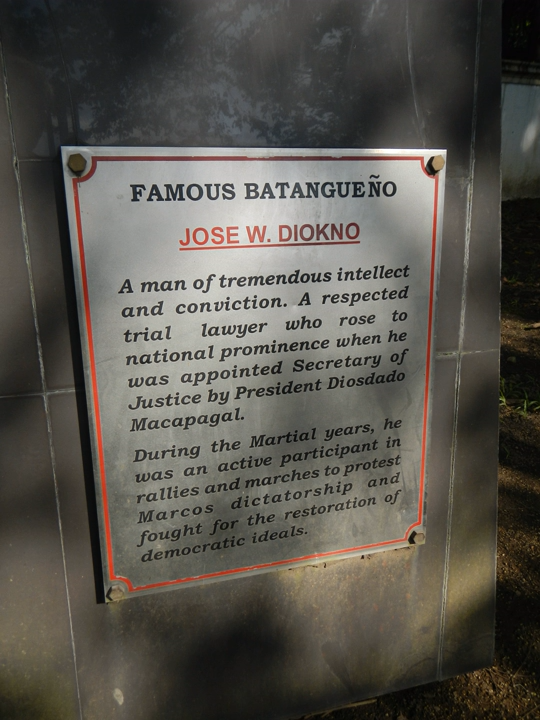 FAMOUS BATANGUEÑO
JOSE W. DIOKNO
A man of tremendous intellect
and conviction. A respected
trial lawyer who rose to
national prominence when he
was appointed Secretary of
Justice by President Diosdado
Macapagal.
During the Martial years, he
was an active participant in
rallies and marches to protest
Marcos dictatorship and
fought for the restoration of
democratic ideals.